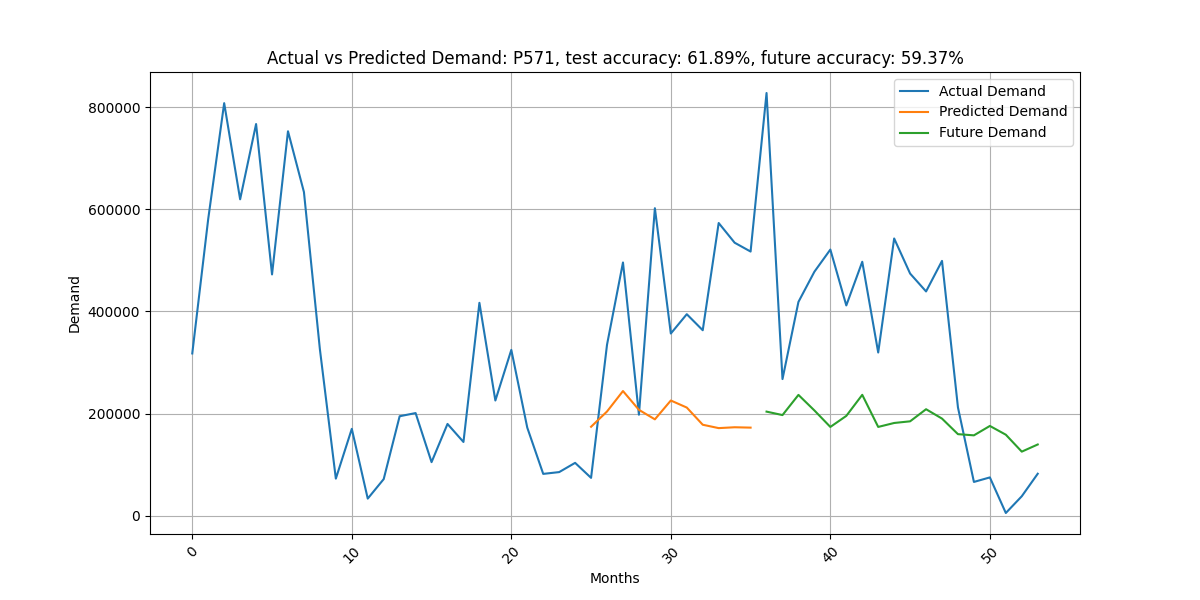 Actual vs Predicted Demand: P571, test accuracy: 61.89%, future accuracy: 59.37%
Actual Demand
Predicted Demand
Future Demand
800000
600000
400000
200000
0
Demand
0
10
20
30
40
50
Months